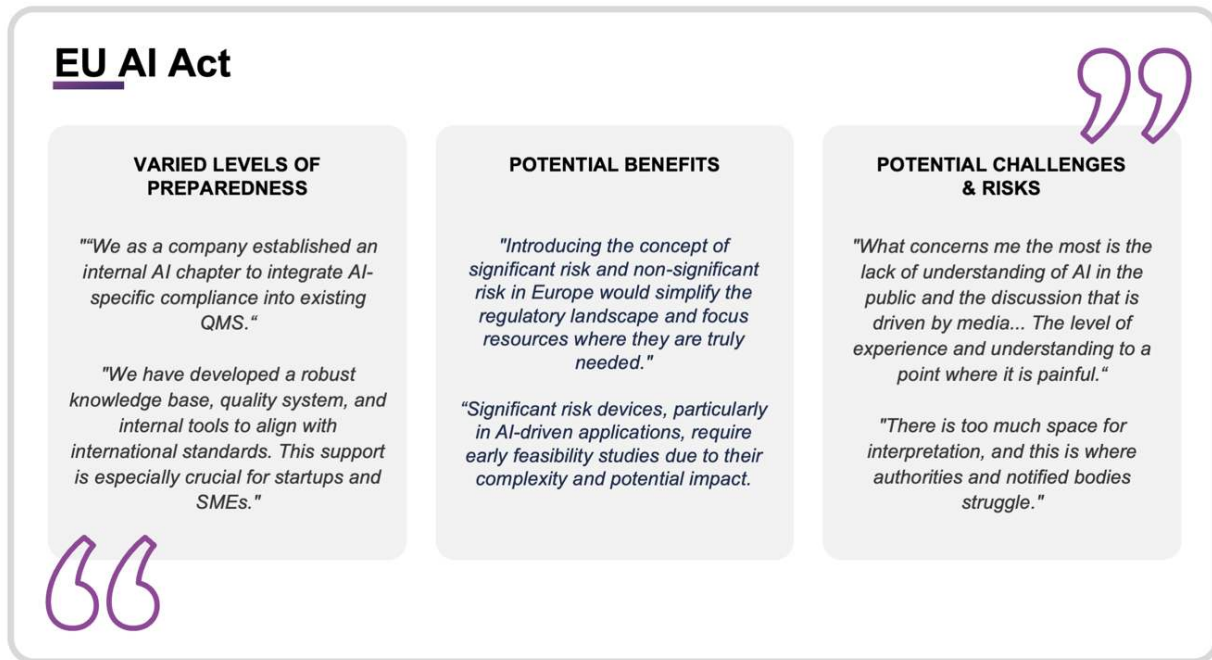 EU AI Act
VARIED LEVELS OF
PREPAREDNESS
"“We as a company established an
internal AI chapter to integrate AI-
specific compliance into existing
QMS.“
"We have developed a robust
knowledge base, quality system, and
internal tools to align with
international standards. This support
is especially crucial for startups and
SMEs."
POTENTIAL BENEFITS
"Introducing the concept of
significant risk and non-significant
risk in Europe would simplify the
regulatory landscape and focus
resources where they are truly
needed."
“Significant risk devices, particularly
in AI-driven applications, require
early feasibility studies due to their
complexity and potential impact.
POTENTIAL CHALLENGES
& RISKS
"What concerns me the most is the
lack of understanding of AI in the
public and the discussion that is
driven by media... The level of
experience and understanding to a
point where it is painful.“
"There is too much space for
interpretation, and this is where
authorities and notified bodies
struggle."